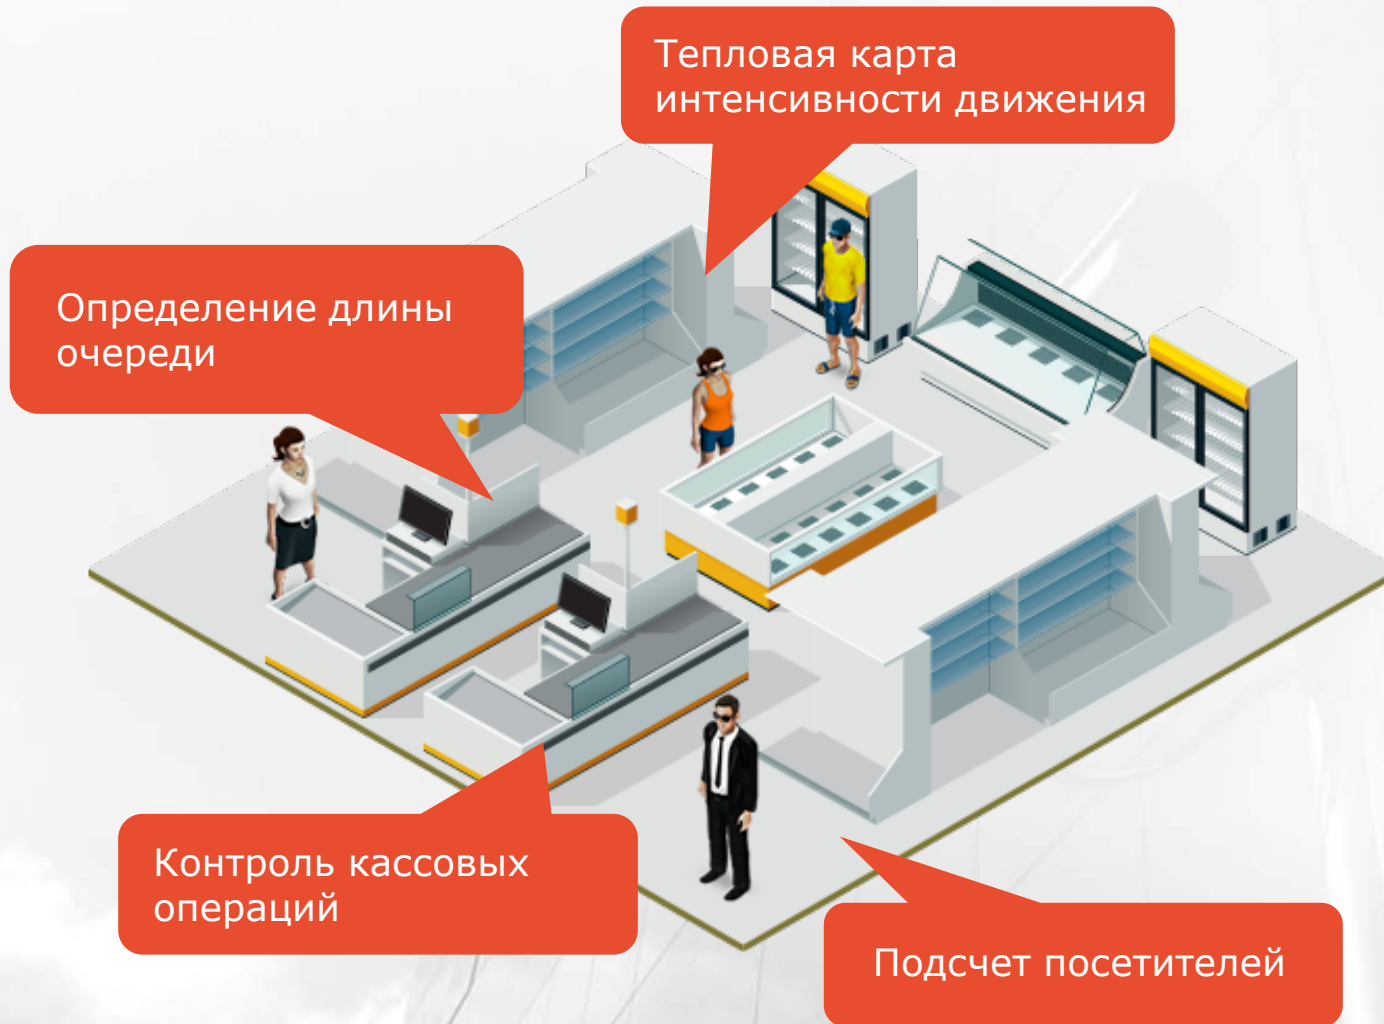 Тепловая карта
интенсивности движения
Определение длины
очереди
Контроль кассовых
операций
Подсчет посетителей